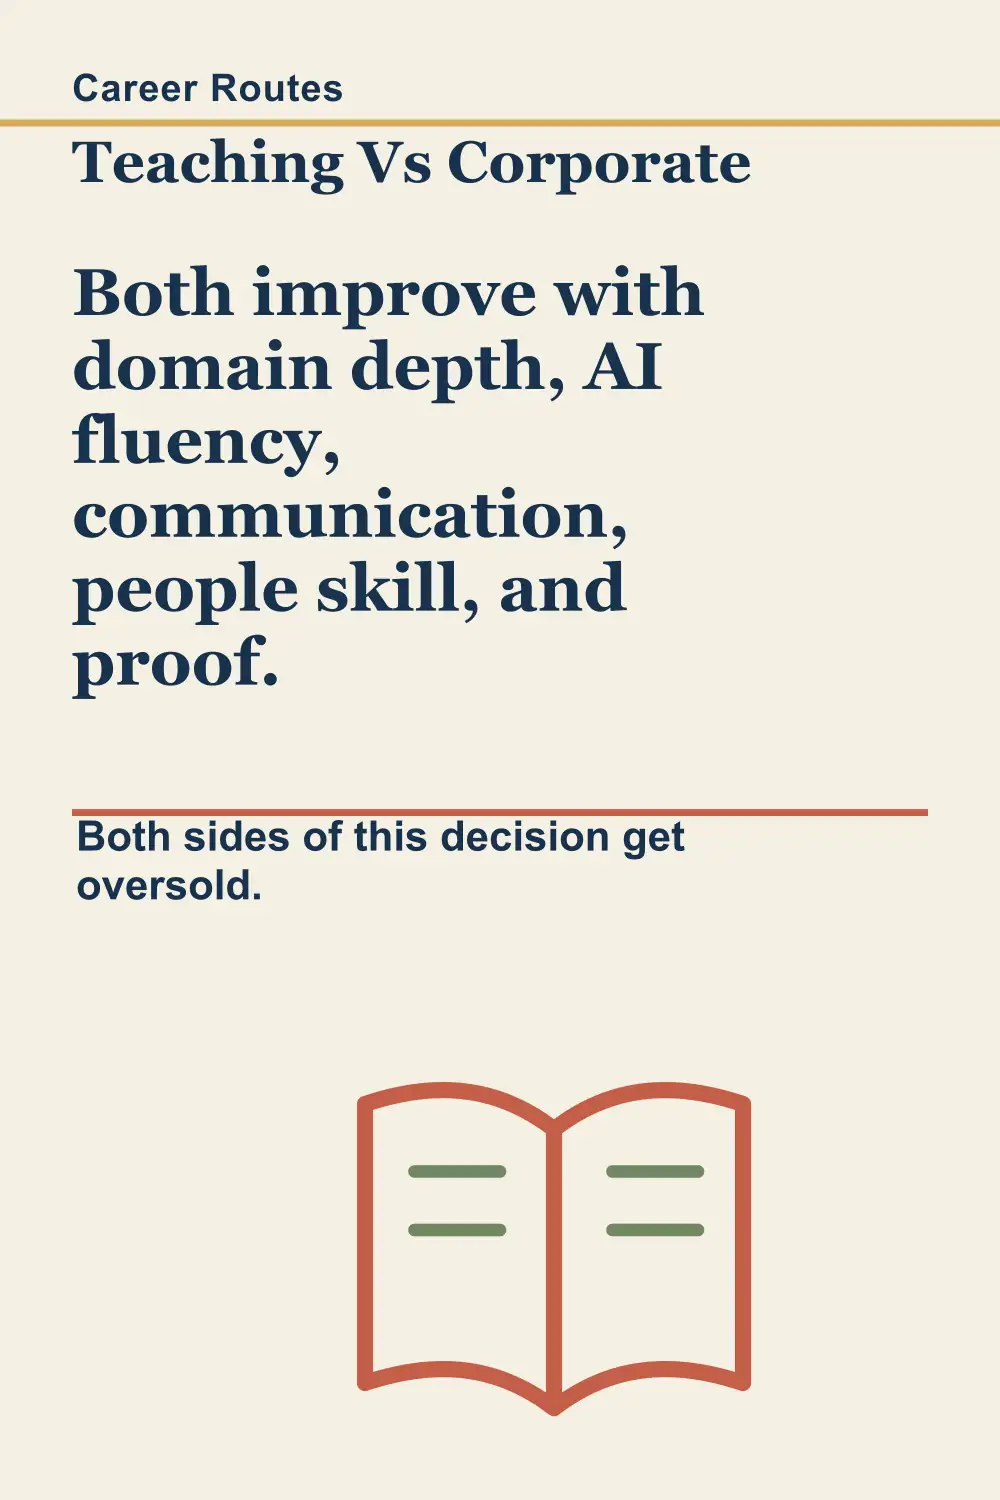 Career Routes
Teaching Vs Corporate
Both improve with
domain depth, AI
fluency,
communication,
people skill, and
proof.
Both sides of this decision get
oversold.